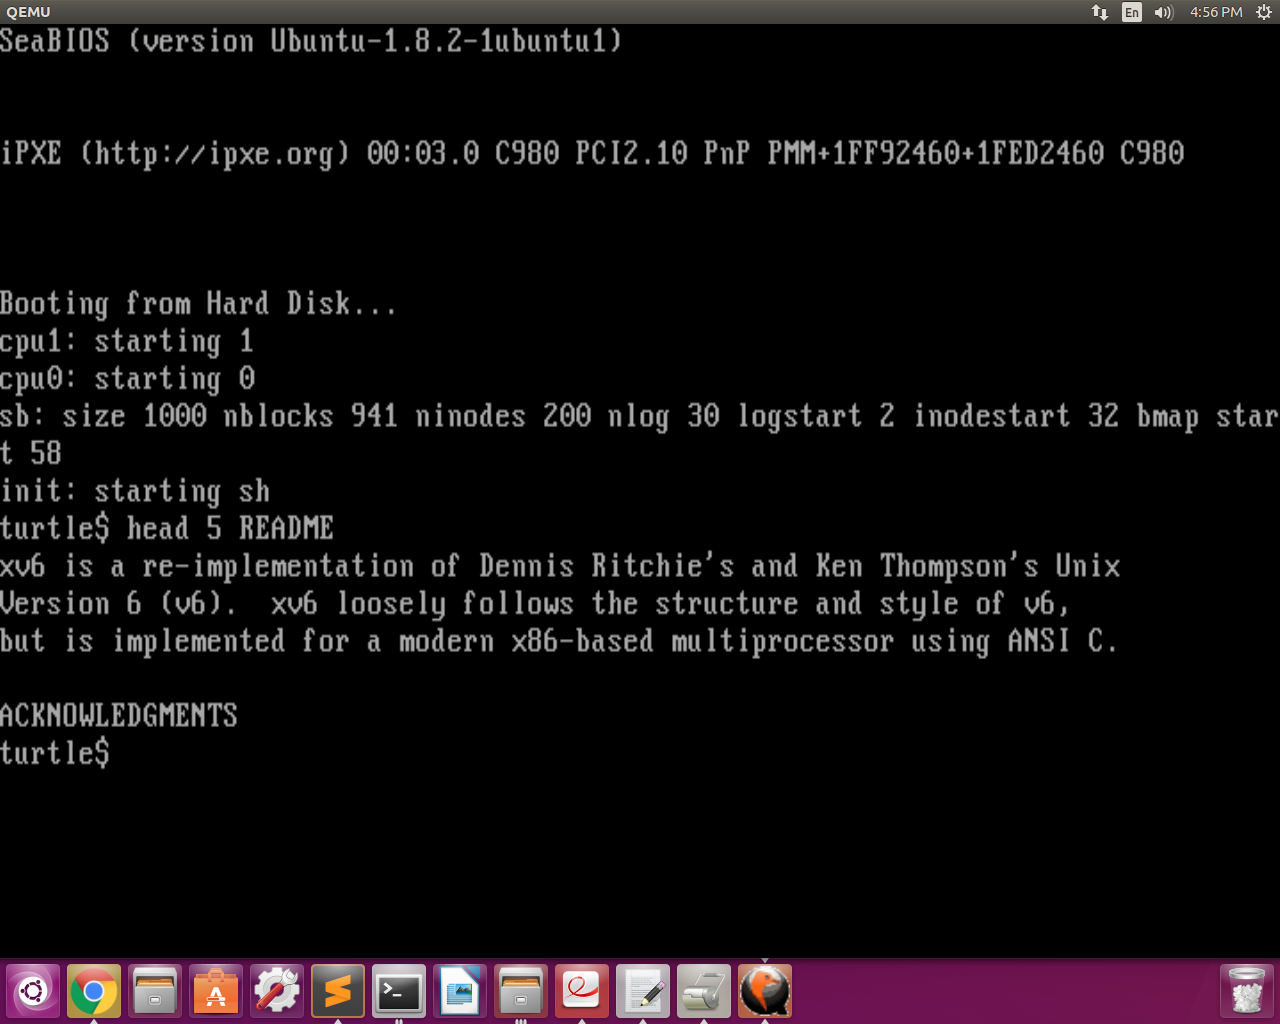 QEMU
En
4:56 PM
SeaBIOS (version Ubuntu-1.8.2-1ubuntu1)
iPXE (http://ipxe.org) 00:03.0 C980 PCI2.10 PnP PMM+1FF92460+1FED2460 C980
Booting from Hard Disk...
cpu1: starting 1
cpu0: starting 0
sb: size 1000 nblocks 941 ninodes 200 nlog 30 logstart 2 inodestart 32 bmap star
t 58
init: starting sh
turtle$ head 5 README
xv6 is a re-implementation of Dennis Ritchie's and Ken Thompson's Unix
Version 6 (v6).  xv6 loosely follows the structure and style of v6,
but is implemented for a modern x86-based multiprocessor using ANSI C.
ACKNOWLEDGMENTS
turtle$